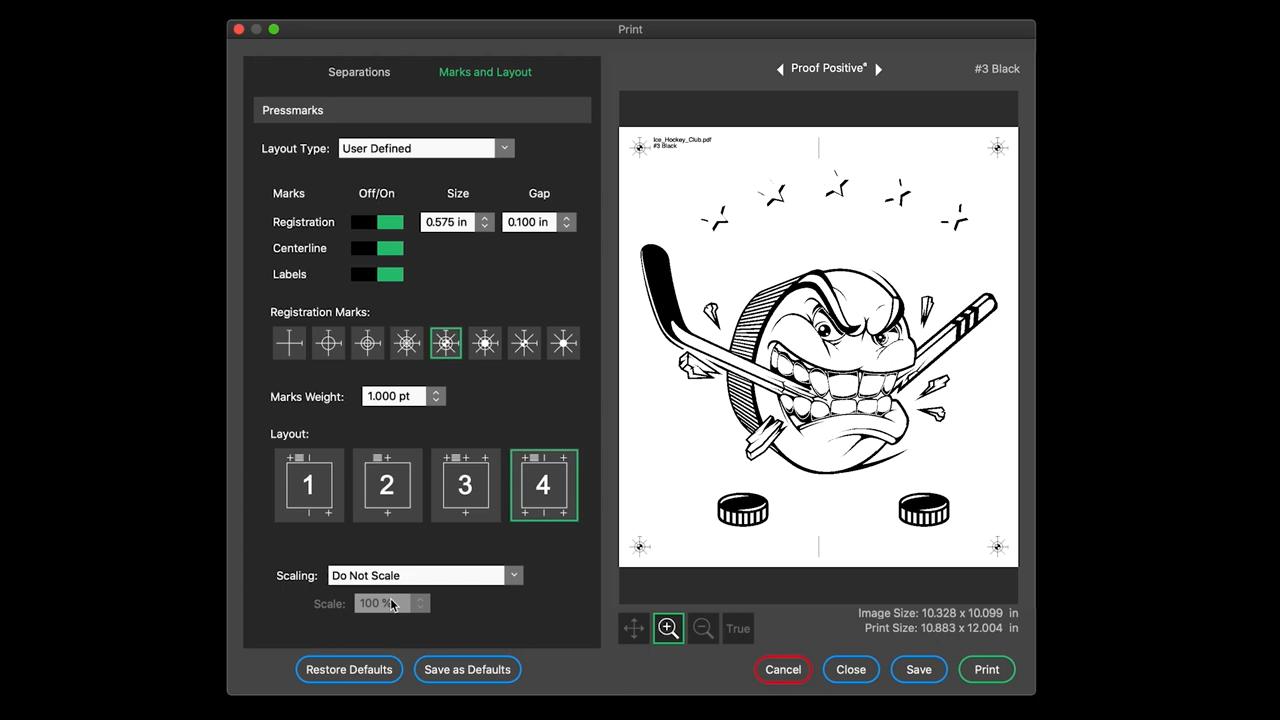 Print
Separations
Marks and Layout
Pressmarks
Layout Type: User Defined
Marks Off/On Size Gap
Registration 0.575 in 0.100 in
Centerline
Labels
Registration Marks:
Marks Weight: 1.000 pt
Layout:
1 2 3 4
Scaling: Do Not Scale
Scale: 100 %
Restore Defaults
Save as Defaults
Proof Positive®
#3 Black
Ice_Hockey_Club.pdf
#3 Black
True
Image Size: 10.328 x 10.099 in
Print Size: 10.883 x 12.004 in
Cancel
Close
Save
Print